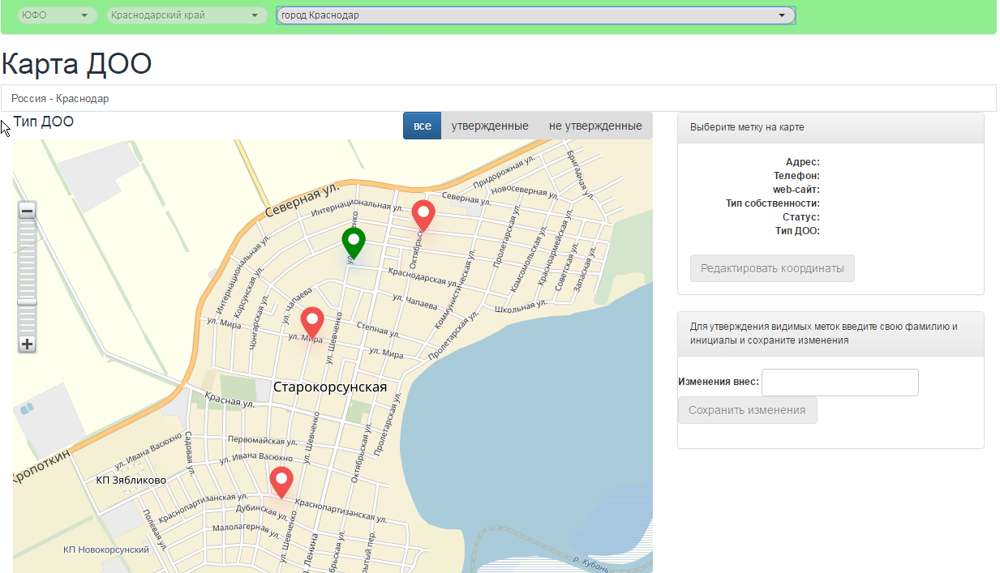 ЮФО
Краснодарский край
город Краснодар
Карта ДОО
Россия - Краснодар
Тип ДОО
все
утвержденные
не утвержденные
Выберите метку на карте
Адрес:
Телефон:
web-сайт:
Тип собственности:
Статус:
Тип ДОО:
Редактировать координаты
Для утверждения видимых меток введите свою фамилию и
инициалы и сохраните изменения
Изменения внес:
Сохранить изменения
Северная ул.
Придорожная ул.
Бригадная ул.
Новосеверная ул.
Северная ул.
Интернациональная ул.
Интернациональная ул.
Корсунская ул.
Чонгарская ул.
Пролетарская ул.
Комсомольская ул.
Красноармейская ул.
Советская ул.
Запасная ул.
Краснодарская ул.
Коммунистическая ул.
ул. Чапаева
ул. Чапаева
Школьная ул.
Пролетарская ул.
ул. Мира
ул. Мира
ул. Мира
Степная ул.
ул. Шевченко
Старокорсунская
Красная ул.
Пролетарская ул.
Октябрьская ул.
ул. Шевченко
Первомайская ул.
ул. Ивана Васюхно
ул. Ивана Васюхно
Садовая ул.
Кропоткин
КП Зябликово
Краснопартизанская ул.
Краснопартизанская ул.
Дубинская ул.
Полевая ул.
Малолагерная ул.
ул. Шевченко
ул. Ленина
КП Новокорсунский
р. Кубань